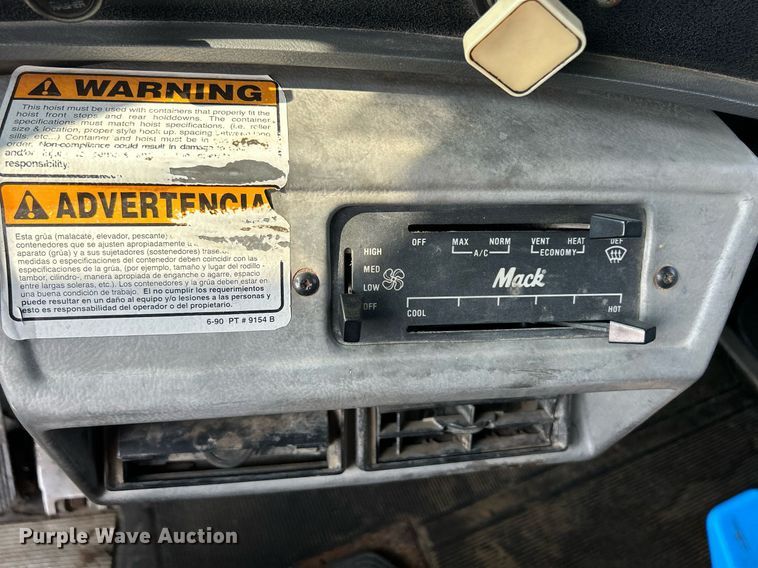 WARNING
This hoist must be used with containers that properly fit the
hoist front stops and rear holddowns. The container
specifications must match hoist specifications. (i.e. roller
size & location, proper style hook up, spacing between long
sills, etc...) Container and hoist must be in
order. Non-compliance could result in damage to
and/or
responsibility.
ADVERTENCIA
Esta grúa (malacate, elevador, pescante)
contenedores que se ajusten apropiadamente a
aparato (grúa) y a sus sujetadores (sostenedores)
medidas o especificaciones del contenedor deben coincidir con las
especificaciones de la grúa, (por ejemplo, tamaño y lugar del rodillo -
tambor, cilindro-, manera apropiada de enganche o agarre, espacio
entre largas soleras, etc.). Los contenedores y la grúa deben estar en
una buena condición de trabajo. El no cumplir los requerimientos
puede resultar en un daño al equipo y/o lesiones a las personas y
esto es responsabilidad del operador o del propietario.
6-90 PT # 9154 B
OFF MAX NORM VENT HEAT DEF
A/C ECONOMY
HIGH
MED
LOW
OFF
Mack®
COOL HOT
Purple Wave Auction